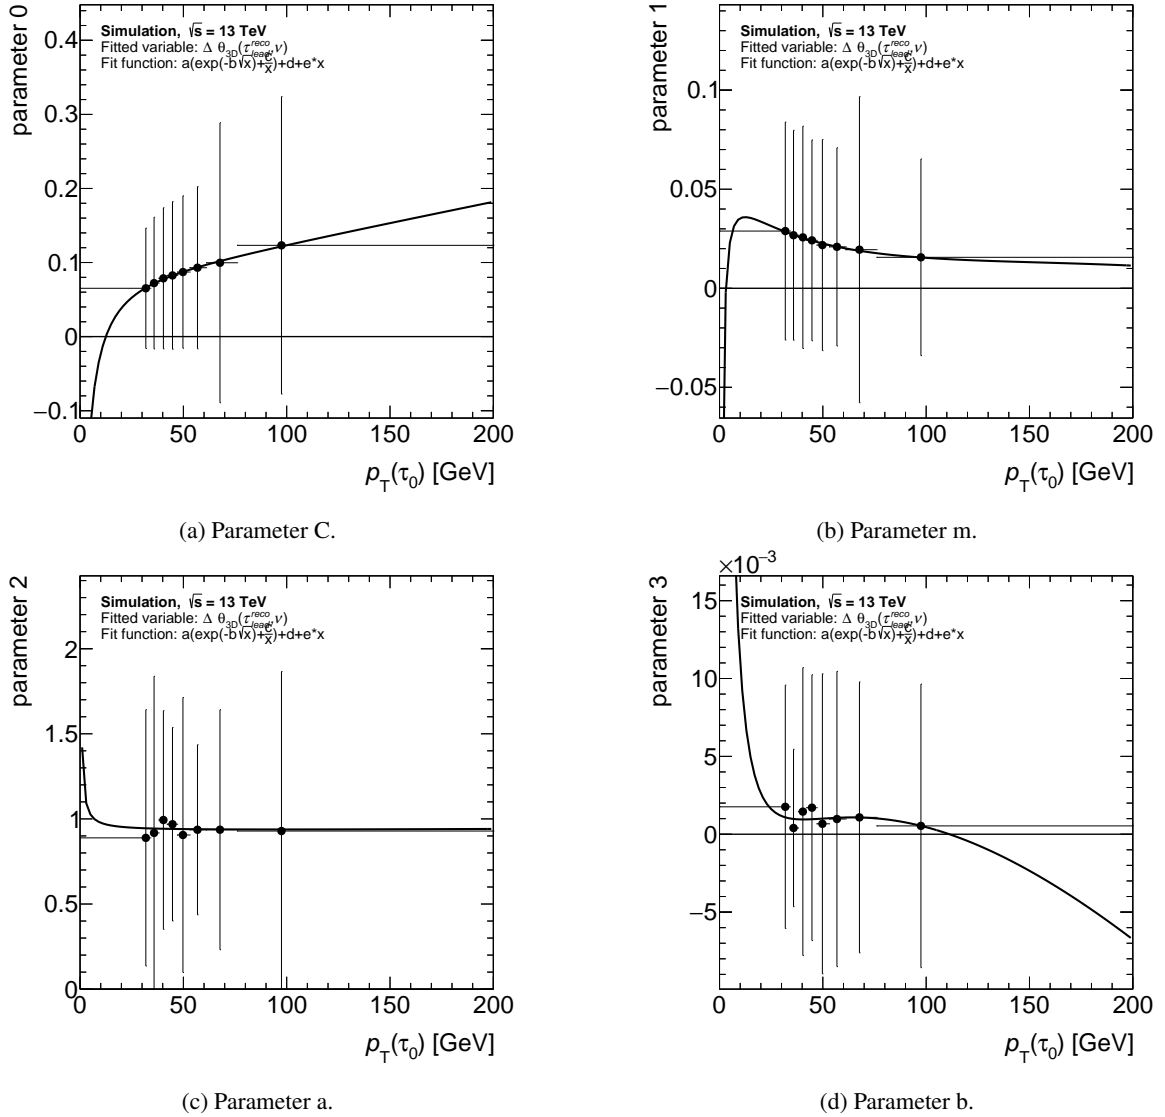 parameter 0
0.4
0.3
0.2
0.1
0
−0.1
Simulation, √s = 13 TeV
Fitted variable: Δ θ3D(τ reco lead, ν)
Fit function: a(exp(-b√x)+c/x)+d+e*x
0 50 100 150 200
pT(τ0) [GeV]
(a) Parameter C.
parameter 1
0.1
0.05
0
−0.05
Simulation, √s = 13 TeV
Fitted variable: Δ θ3D(τ reco lead, ν)
Fit function: a(exp(-b√x)+c/x)+d+e*x
0 50 100 150 200
pT(τ0) [GeV]
(b) Parameter m.
parameter 2
2
1.5
1
0.5
0
Simulation, √s = 13 TeV
Fitted variable: Δ θ3D(τ reco lead, ν)
Fit function: a(exp(-b√x)+c/x)+d+e*x
0 50 100 150 200
pT(τ0) [GeV]
(c) Parameter a.
parameter 3
×10−3
15
10
5
0
−5
Simulation, √s = 13 TeV
Fitted variable: Δ θ3D(τ reco lead, ν)
Fit function: a(exp(-b√x)+c/x)+d+e*x
0 50 100 150 200
pT(τ0) [GeV]
(d) Parameter b.